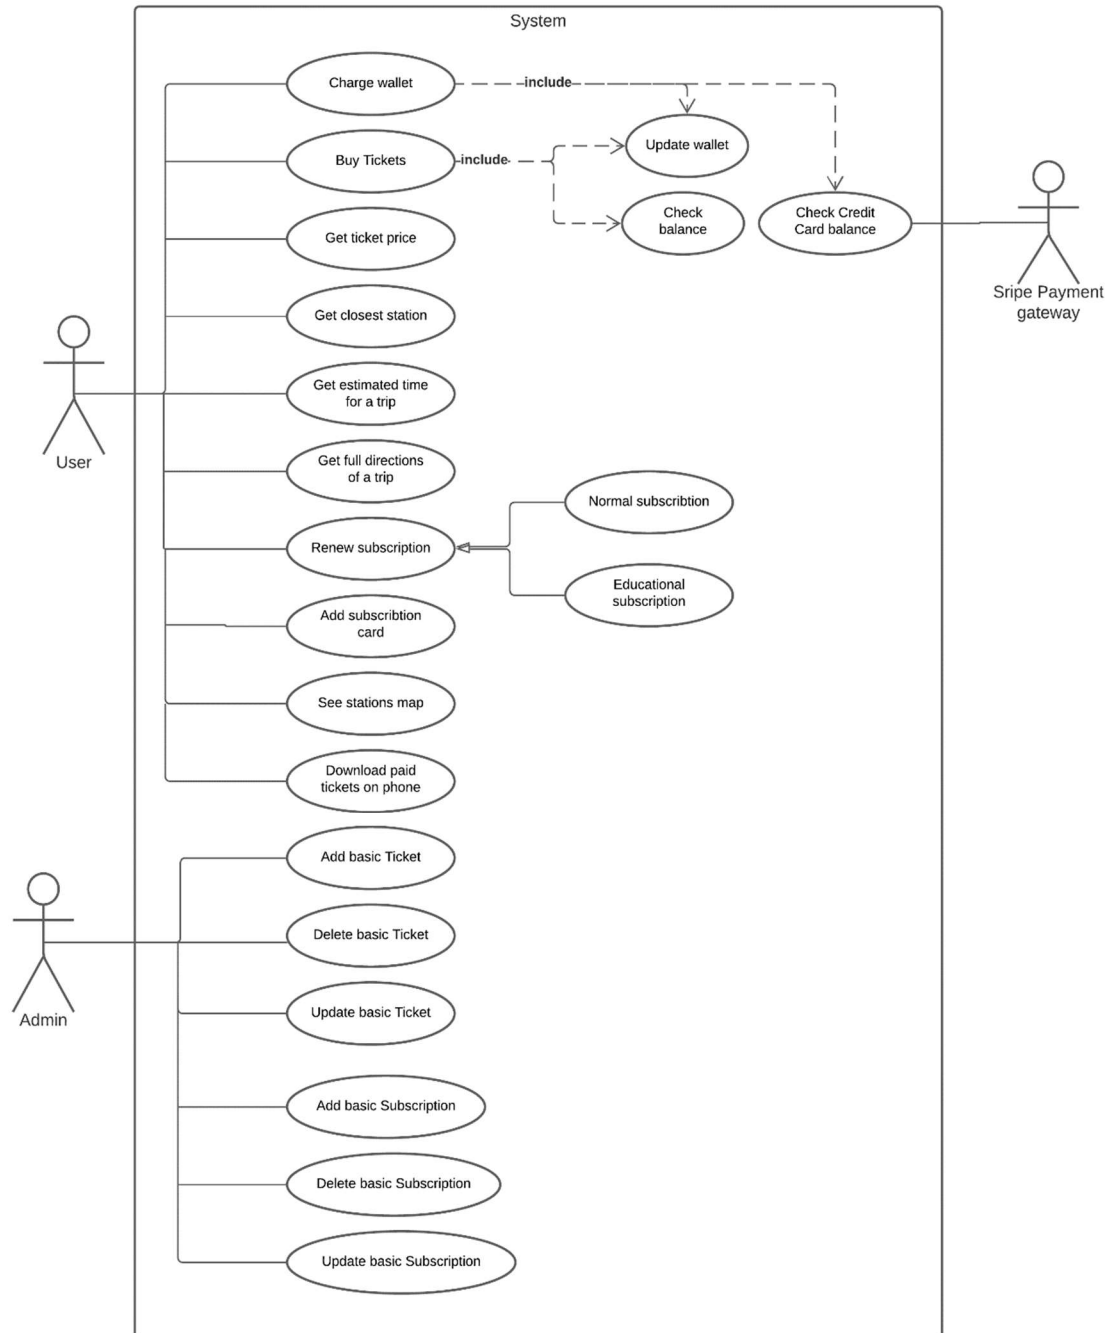 System
Charge wallet
include
Update wallet
Buy Tickets
include
Check
balance
Check Credit
Card balance
Sripe Payment
gateway
Get ticket price
Get closest station
Get estimated time
for a trip
User
Get full directions
of a trip
Normal subscribtion
Renew subscription
Educational
subscription
Add subscribtion
card
See stations map
Download paid
tickets on phone
Add basic Ticket
Delete basic Ticket
Admin
Update basic Ticket
Add basic Subscription
Delete basic Subscription
Update basic Subscription